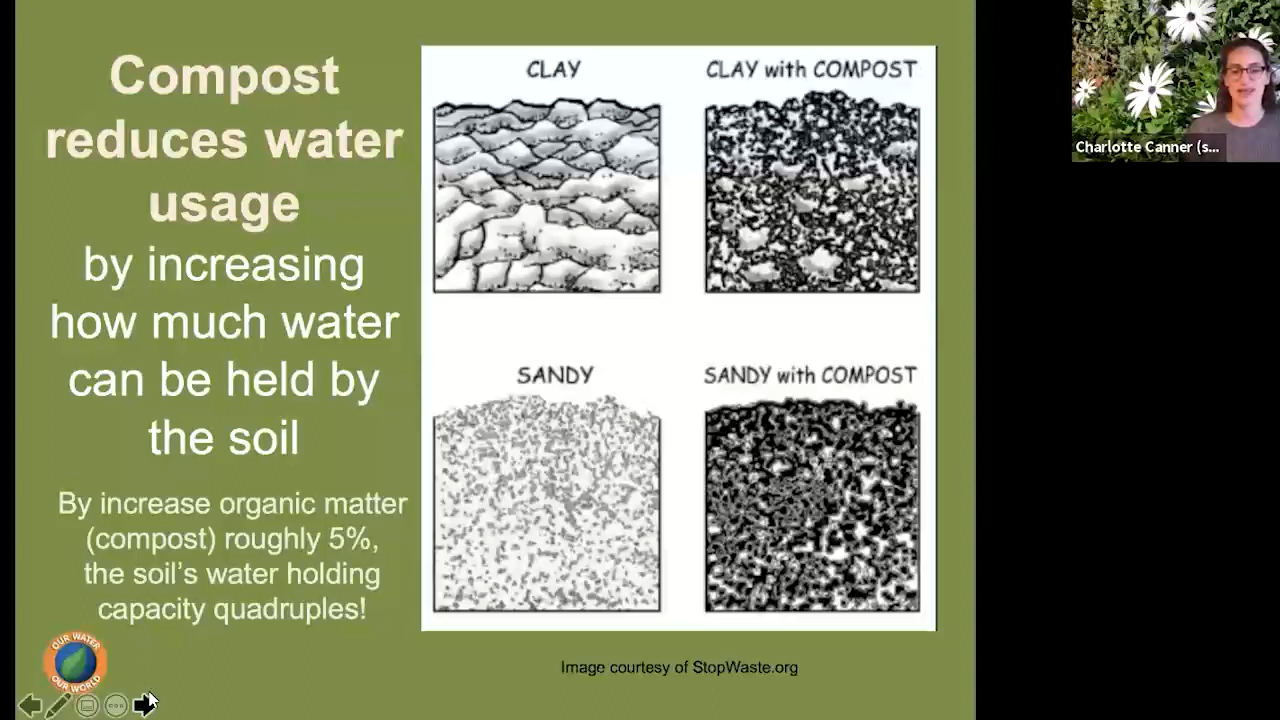 Compost
reduces water
usage
by increasing
how much water
can be held by
the soil
By increase organic matter
(compost) roughly 5%,
the soil's water holding
capacity quadruples!
OUR WATER
OUR WORLD
CLAY
CLAY with COMPOST
SANDY
SANDY with COMPOST
Image courtesy of StopWaste.org
Charlotte Canner (s...